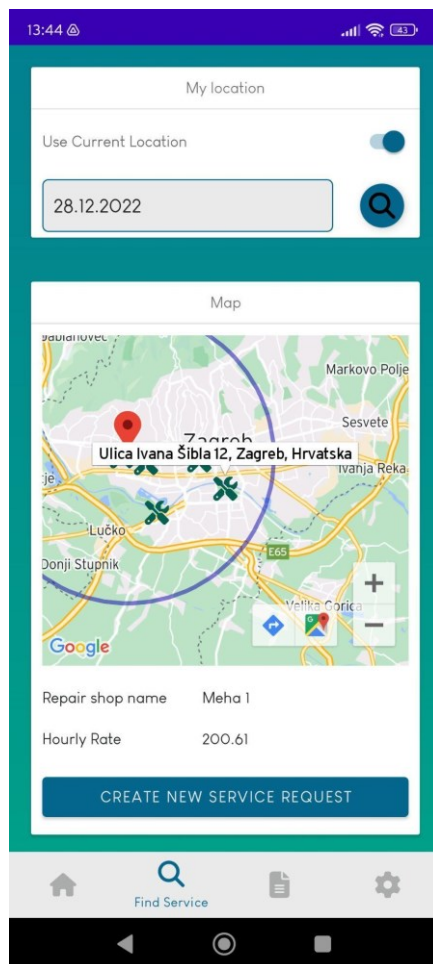 13:44
43
My location
Use Current Location
28.12.2022
Map
Markovo Polje
Zagreb
Sesvete
Ulica Ivana Šibla 12, Zagreb, Hrvatska
Ivanja Reka
Lučko
E65
Donji Stupnik
Velika Gorica
Google
Repair shop name Meha 1
Hourly Rate 200.61
CREATE NEW SERVICE REQUEST
Find Service